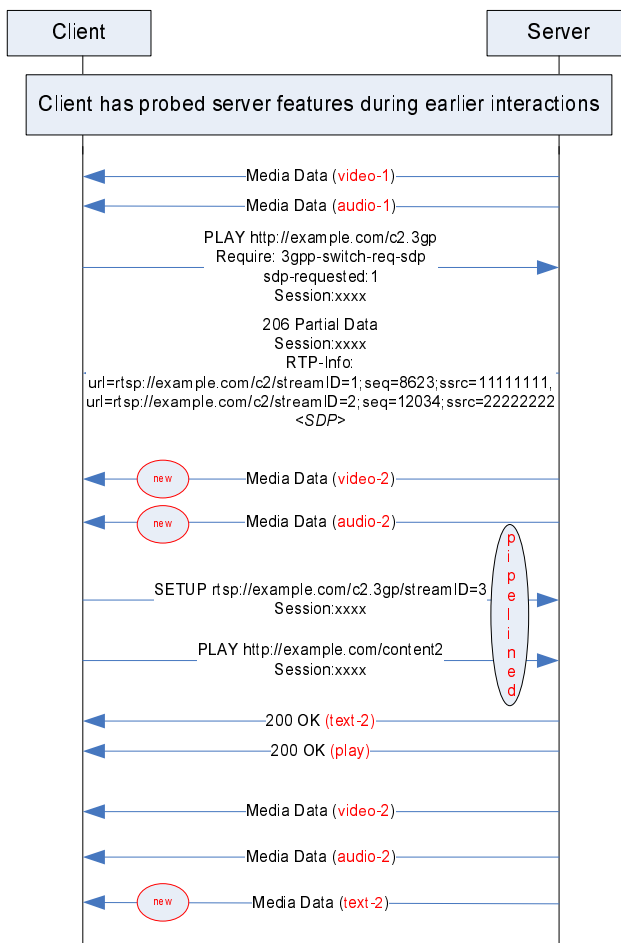 Client
Server
Client has probed server features during earlier interactions
Media Data (video-1)
Media Data (audio-1)
PLAY http://example.com/c2.3gp
Require: 3gpp-switch-req-sdp
sdp-requested:1
Session:xxxx
206 Partial Data
Session:xxxx
RTP-Info:
url=rtsp://example.com/c2/streamID=1;seq=8623;ssrc=11111111,
url=rtsp://example.com/c2/streamID=2;seq=12034;ssrc=22222222
<SDP>
new
Media Data (video-2)
new
Media Data (audio-2)
pipelined
SETUP rtsp://example.com/c2.3gp/streamID=3
Session:xxxx
PLAY http://example.com/content2
Session:xxxx
200 OK (text-2)
200 OK (play)
Media Data (video-2)
Media Data (audio-2)
new
Media Data (text-2)